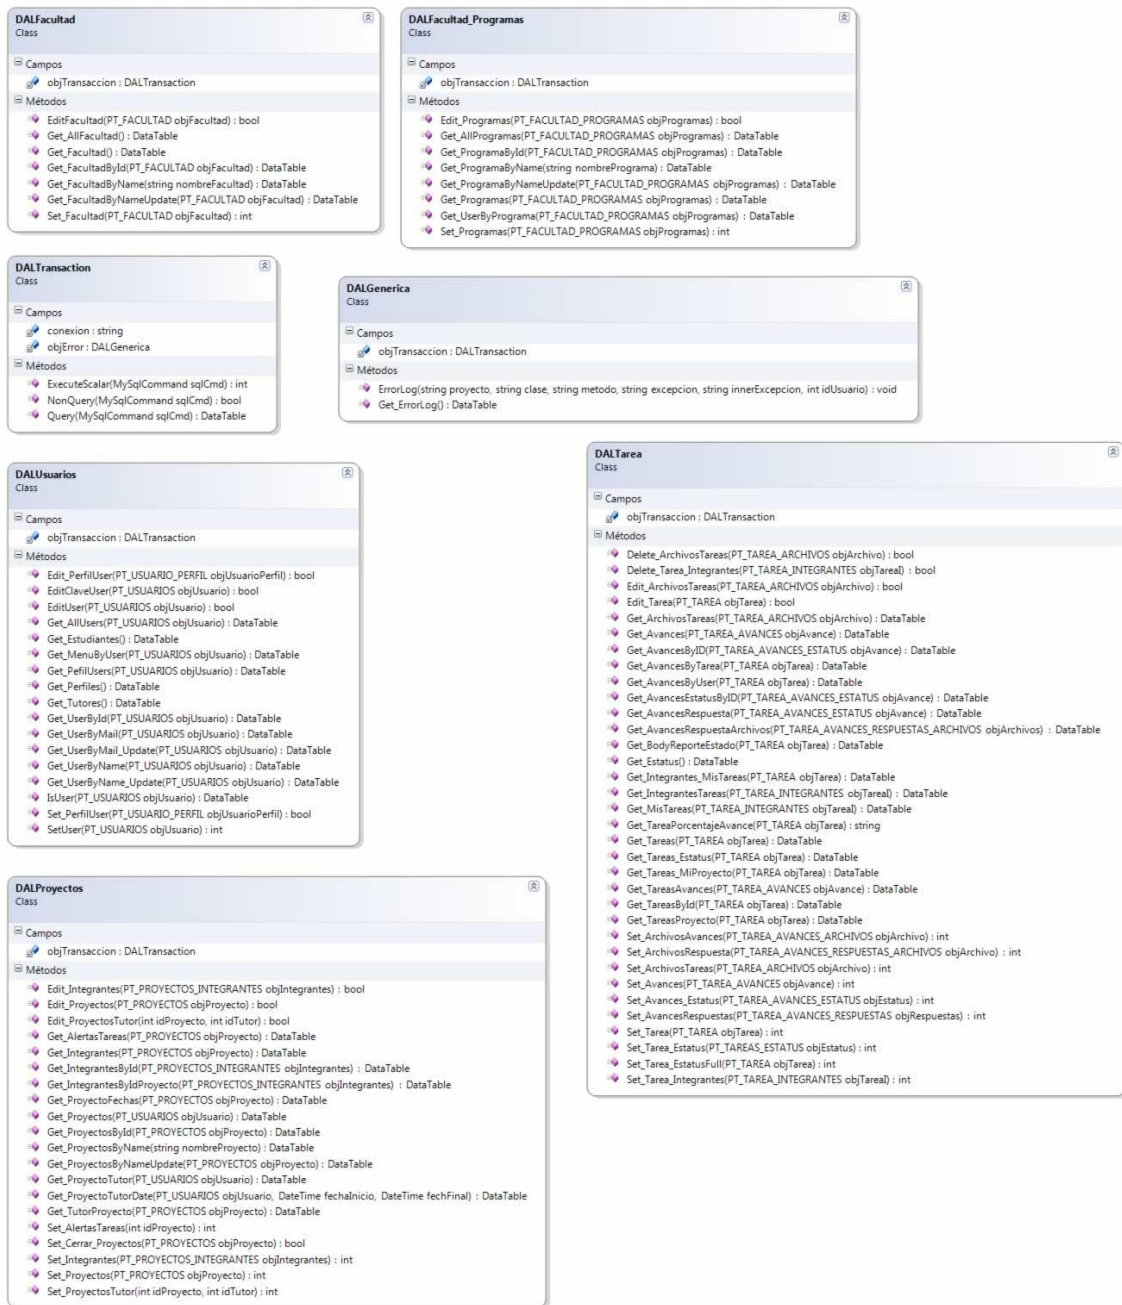 DALFacultad
Class
Campos
objTransaccion : DALTransaction
Métodos
EditFacultad(PT_FACULTAD objFacultad) : bool
Get_AllFacultad() : DataTable
Get_Facultad() : DataTable
Get_FacultadById(PT_FACULTAD objFacultad) : DataTable
Get_FacultadByName(string nombreFacultad) : DataTable
Get_FacultadByNameUpdate(PT_FACULTAD objFacultad) : DataTable
Set_Facultad(PT_FACULTAD objFacultad) : int
DALFacultad_Programas
Class
Campos
objTransaccion : DALTransaction
Métodos
Edit_Programas(PT_FACULTAD_PROGRAMAS objProgramas) : bool
Get_AllProgramas(PT_FACULTAD_PROGRAMAS objProgramas) : DataTable
Get_ProgramaById(PT_FACULTAD_PROGRAMAS objProgramas) : DataTable
Get_ProgramaByName(string nombrePrograma) : DataTable
Get_ProgramaByNameUpdate(PT_FACULTAD_PROGRAMAS objProgramas) : DataTable
Get_Programas(PT_FACULTAD_PROGRAMAS objProgramas) : DataTable
Get_UserByPrograma(PT_FACULTAD_PROGRAMAS objProgramas) : DataTable
Set_Programas(PT_FACULTAD_PROGRAMAS objProgramas) : int
DALTransaction
Class
Campos
conexion : string
objError : DALGenerica
Métodos
ExecuteScalar(MySqlCommand sqlCmd) : int
NonQuery(MySqlCommand sqlCmd) : bool
Query(MySqlCommand sqlCmd) : DataTable
DALGenerica
Class
Campos
objTransaccion : DALTransaction
Métodos
ErrorLog(string proyecto, string clase, string metodo, string excepcion, string innerExcepcion, int idUsuario) : void
Get_ErrorLog() : DataTable
DALUsuarios
Class
Campos
objTransaccion : DALTransaction
Métodos
Edit_PerfilUser(PT_USUARIO_PERFIL objUsuarioPerfil) : bool
EditClaveUser(PT_USUARIOS objUsuario) : bool
EditUser(PT_USUARIOS objUsuario) : bool
Get_AllUsers(PT_USUARIOS objUsuario) : DataTable
Get_Estudiantes() : DataTable
Get_MenuByUser(PT_USUARIOS objUsuario) : DataTable
Get_PefilUsers(PT_USUARIOS objUsuario) : DataTable
Get_Perfiles() : DataTable
Get_Tutores() : DataTable
Get_UserById(PT_USUARIOS objUsuario) : DataTable
Get_UserByMail(PT_USUARIOS objUsuario) : DataTable
Get_UserByMail_Update(PT_USUARIOS objUsuario) : DataTable
Get_UserByName(PT_USUARIOS objUsuario) : DataTable
Get_UserByName_Update(PT_USUARIOS objUsuario) : DataTable
IsUser(PT_USUARIOS objUsuario) : DataTable
Set_PerfilUser(PT_USUARIO_PERFIL objUsuarioPerfil) : bool
SetUser(PT_USUARIOS objUsuario) : int
DALTarea
Class
Campos
objTransaccion : DALTransaction
Métodos
Delete_ArchivosTareas(PT_TAREA_ARCHIVOS objArchivo) : bool
Delete_Tarea_Integrantes(PT_TAREA_INTEGRANTES objTareaI) : bool
Edit_ArchivosTareas(PT_TAREA_ARCHIVOS objArchivo) : bool
Edit_Tarea(PT_TAREA objTarea) : bool
Get_ArchivosTareas(PT_TAREA_ARCHIVOS objArchivo) : DataTable
Get_Avances(PT_TAREA_AVANCES objAvance) : DataTable
Get_AvancesByID(PT_TAREA_AVANCES_ESTATUS objAvance) : DataTable
Get_AvancesByTarea(PT_TAREA objTarea) : DataTable
Get_AvancesByUser(PT_TAREA objTarea) : DataTable
Get_AvancesEstatusByID(PT_TAREA_AVANCES_ESTATUS objAvance) : DataTable
Get_AvancesRespuesta(PT_TAREA_AVANCES_ESTATUS objAvance) : DataTable
Get_AvancesRespuestaArchivos(PT_TAREA_AVANCES_RESPUESTAS_ARCHIVOS objArchivos) : DataTable
Get_BodyReporteEstado(PT_TAREA objTarea) : DataTable
Get_Estatus() : DataTable
Get_Integrantes_MisTareas(PT_TAREA objTarea) : DataTable
Get_IntegrantesTareas(PT_TAREA_INTEGRANTES objTareaI) : DataTable
Get_MisTareas(PT_TAREA_INTEGRANTES objTareaI) : DataTable
Get_TareaPorcentajeAvance(PT_TAREA objTarea) : string
Get_Tareas(PT_TAREA objTarea) : DataTable
Get_Tareas_Estatus(PT_TAREA objTarea) : DataTable
Get_Tareas_MiProyecto(PT_TAREA objTarea) : DataTable
Get_TareasAvances(PT_TAREA_AVANCES objAvance) : DataTable
Get_TareasById(PT_TAREA objTarea) : DataTable
Get_TareasProyecto(PT_TAREA objTarea) : DataTable
Set_ArchivosAvances(PT_TAREA_AVANCES_ARCHIVOS objArchivo) : int
Set_ArchivosRespuesta(PT_TAREA_AVANCES_RESPUESTAS_ARCHIVOS objArchivo) : int
Set_ArchivosTareas(PT_TAREA_ARCHIVOS objArchivo) : int
Set_Avances(PT_TAREA_AVANCES objAvance) : int
Set_Avances_Estatus(PT_TAREA_AVANCES_ESTATUS objEstatus) : int
Set_AvancesRespuestas(PT_TAREA_AVANCES_RESPUESTAS objRespuestas) : int
Set_Tarea(PT_TAREA objTarea) : int
Set_Tarea_Estatus(PT_TAREAS_ESTATUS objEstatus) : int
Set_Tarea_EstatusFull(PT_TAREA objTarea) : int
Set_Tarea_Integrantes(PT_TAREA_INTEGRANTES objTareaI) : int
DALProyectos
Class
Campos
objTransaccion : DALTransaction
Métodos
Edit_Integrantes(PT_PROYECTOS_INTEGRANTES objIntegrantes) : bool
Edit_Proyectos(PT_PROYECTOS objProyecto) : bool
Edit_ProyectosTutor(int idProyecto, int idTutor) : bool
Get_AlertasTareas(PT_PROYECTOS objProyecto) : DataTable
Get_Integrantes(PT_PROYECTOS objProyecto) : DataTable
Get_IntegrantesById(PT_PROYECTOS_INTEGRANTES objIntegrantes) : DataTable
Get_IntegrantesByIdProyecto(PT_PROYECTOS_INTEGRANTES objIntegrantes) : DataTable
Get_ProyectoFechas(PT_PROYECTOS objProyecto) : DataTable
Get_Proyectos(PT_USUARIOS objUsuario) : DataTable
Get_ProyectosById(PT_PROYECTOS objProyecto) : DataTable
Get_ProyectosByName(string nombreProyecto) : DataTable
Get_ProyectosByNameUpdate(PT_PROYECTOS objProyecto) : DataTable
Get_ProyectoTutor(PT_USUARIOS objUsuario) : DataTable
Get_ProyectoTutorDate(PT_USUARIOS objUsuario, DateTime fechaInicio, DateTime fechFinal) : DataTable
Get_TutorProyecto(PT_PROYECTOS objProyecto) : DataTable
Set_AlertasTareas(int idProyecto) : int
Set_Cerrar_Proyectos(PT_PROYECTOS objProyecto) : bool
Set_Integrantes(PT_PROYECTOS_INTEGRANTES objIntegrantes) : int
Set_Proyectos(PT_PROYECTOS objProyecto) : int
Set_ProyectosTutor(int idProyecto, int idTutor) : int